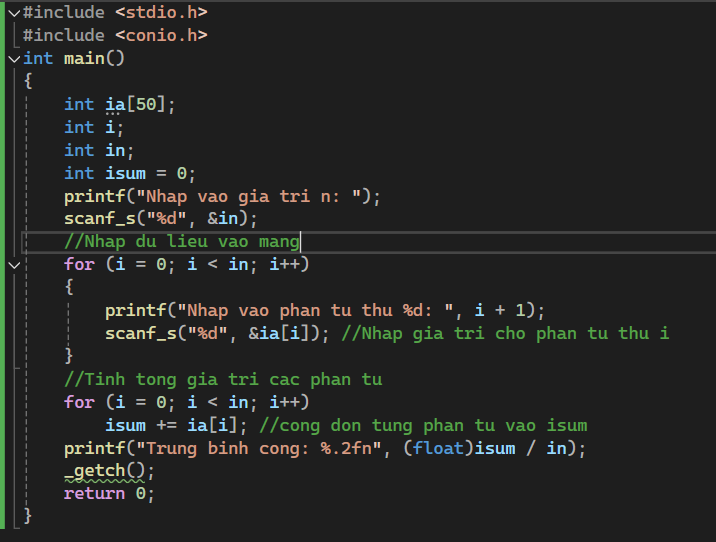 #include <stdio.h>
#include <conio.h>
int main()
{
int ia[50];
int i;
int in;
int isum = 0;
printf("Nhap vao gia tri n: ");
scanf_s("%d", &in);
//Nhap du lieu vao mang
for (i = 0; i < in; i++)
{
printf("Nhap vao phan tu thu %d: ", i + 1);
scanf_s("%d", &ia[i]); //Nhap gia tri cho phan tu thu i
}
//Tinh tong gia tri cac phan tu
for (i = 0; i < in; i++)
isum += ia[i]; //cong don tung phan tu vao isum
printf("Trung binh cong: %.2fn", (float)isum / in);
_getch();
return 0;
}